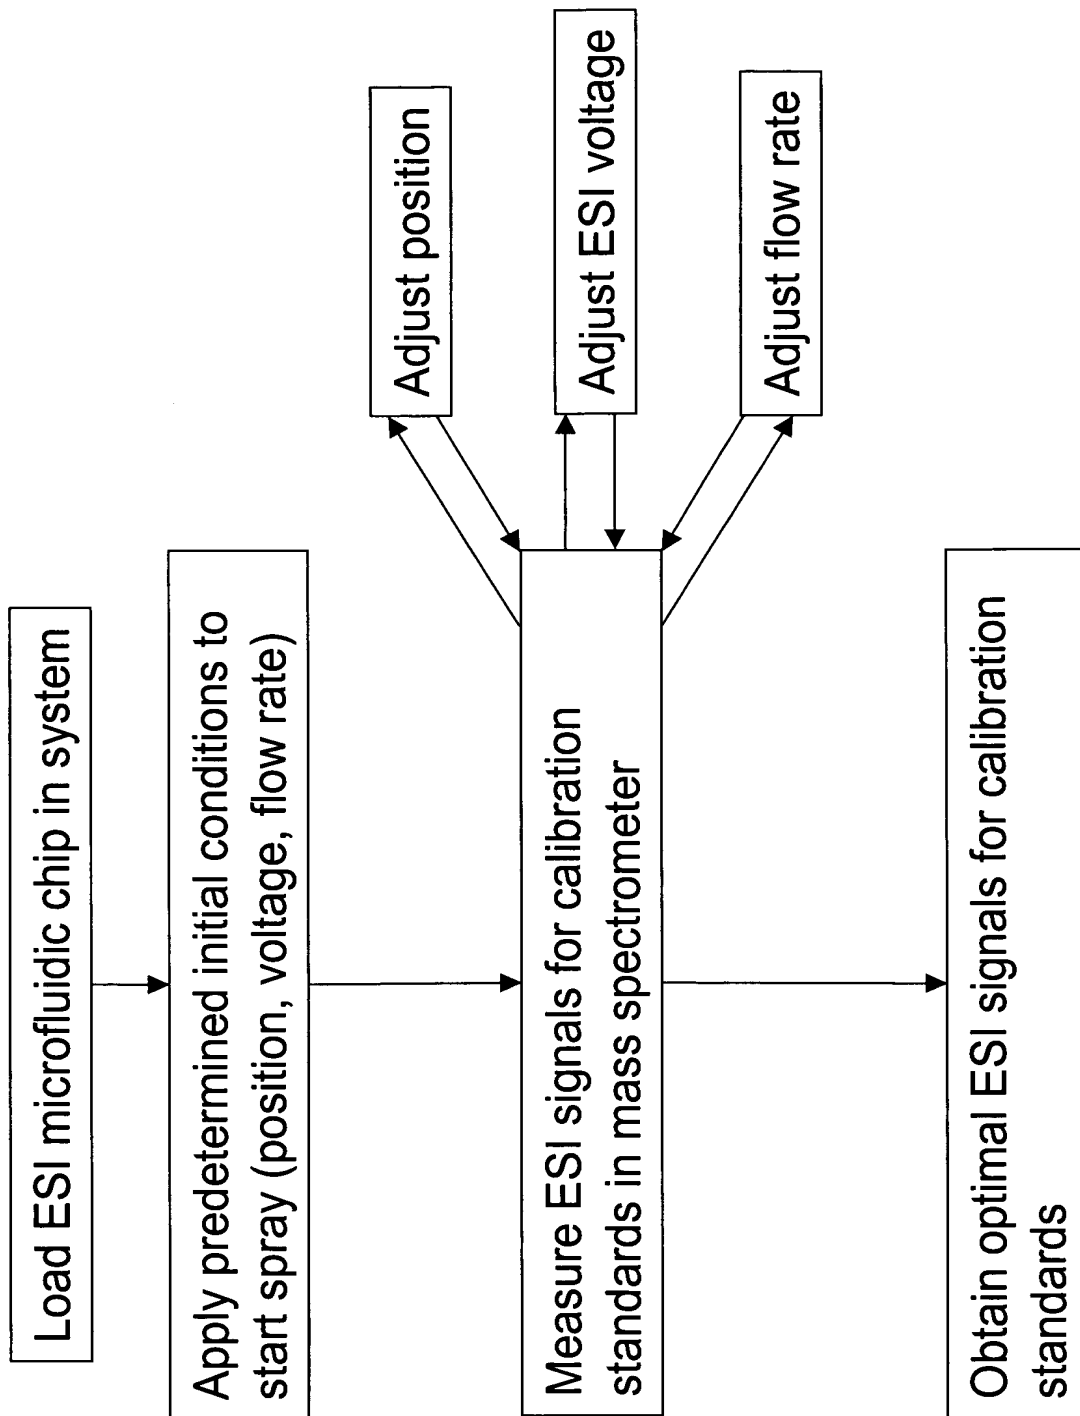 Load ESI microfluidic chip in system
Apply predetermined initial conditions to
start spray (position, voltage, flow rate)
Measure ESI signals for calibration
standards in mass spectrometer
Adjust position
Adjust ESI voltage
Adjust flow rate
Obtain optimal ESI signals for calibration
standards